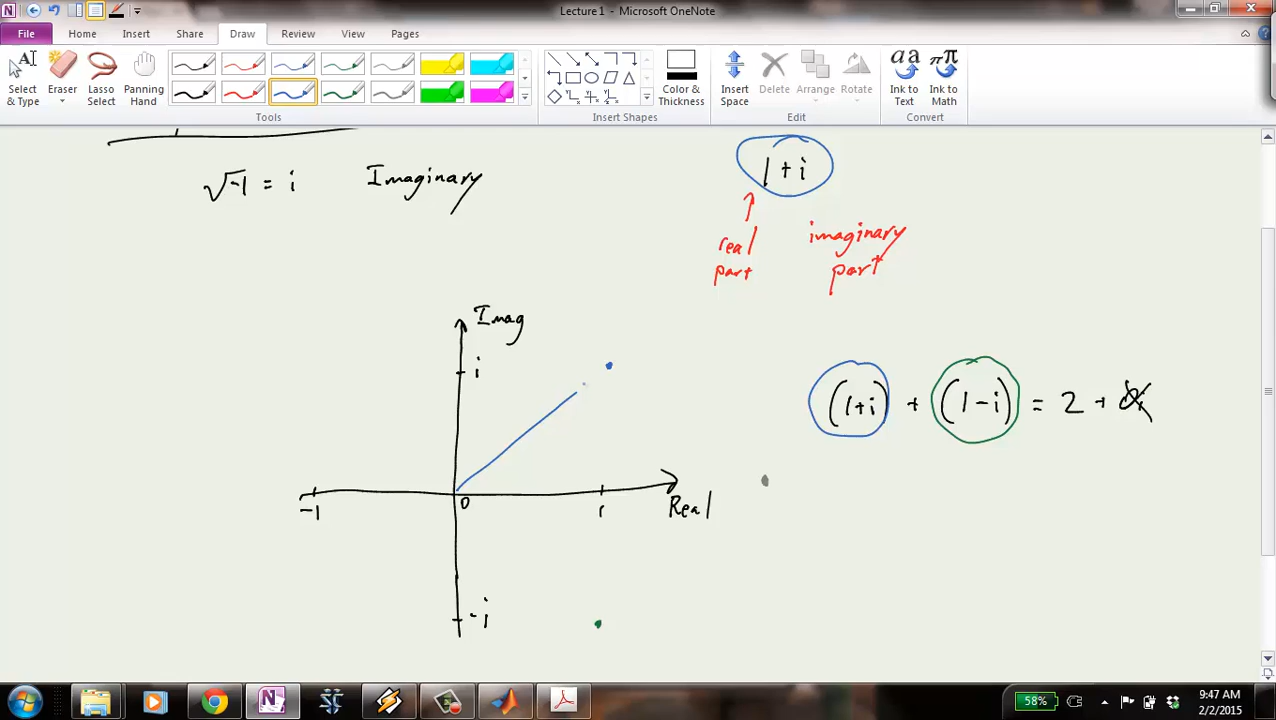 Lecture1 - Microsoft OneNote
File Home Insert Share Draw Review View Pages
Select & Type
Eraser
Lasso Select
Panning Hand
Color & Thickness
Insert Space
Delete
Arrange
Rotate
Ink to Text
Ink to Math
Tools
Insert Shapes
Edit
Convert
1+i
√-1 = i Imaginary
real part
imaginary part
Imag
i
(1+i) + (1-i) = 2 +
-1
0
1
Real
-i
58%
9:47 AM
2/2/2015